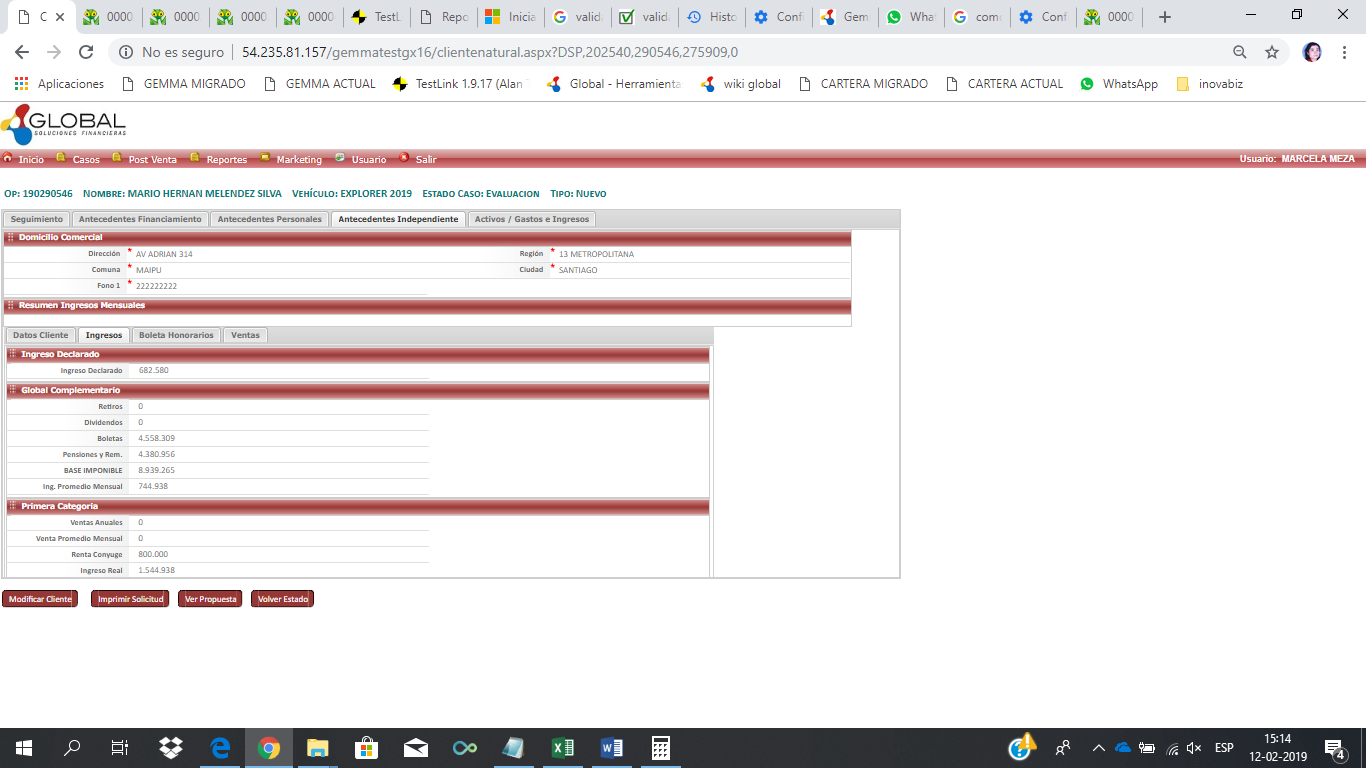 C 0000 0000 0000 0000 TestL Repo Inicia valida valida Histo Confi Gem What como Conf 0000
No es seguro 54.235.81.157/gemmatestgx16/clientenatural.aspx?DSP,202540,290546,275909,0
Aplicaciones GEMMA MIGRADO GEMMA ACTUAL TestLink 1.9.17 (Alan Global - Herramienta wiki global CARTERA MIGRADO CARTERA ACTUAL WhatsApp inovabiz
GLOBAL
SOLUCIONES FINANCIERAS
Inicio Casos Post Venta Reportes Marketing Usuario Salir Usuario: MARCELA MEZA
OP: 190290546 NOMBRE: MARIO HERNAN MELENDEZ SILVA VEHÍCULO: EXPLORER 2019 ESTADO CASO: EVALUACION TIPO: NUEVO
Seguimiento Antecedentes Financiamiento Antecedentes Personales Antecedentes Independiente Activos / Gastos e Ingresos
Domicilio Comercial
Dirección * AV ADRIAN 314 Región * 13 METROPOLITANA
Comuna * MAIPU Ciudad * SANTIAGO
Fono 1 * 222222222
Resumen Ingresos Mensuales
Datos Cliente Ingresos Boleta Honorarios Ventas
Ingreso Declarado
Ingreso Declarado 682.580
Global Complementario
Retiros 0
Dividendos 0
Boletas 4.558.309
Pensiones y Rem. 4.380.956
BASE IMPONIBLE 8.939.265
Ing. Promedio Mensual 744.938
Primera Categoria
Ventas Anuales 0
Venta Promedio Mensual 0
Renta Conyuge 800.000
Ingreso Real 1.544.938
Modificar Cliente Imprimir Solicitud Ver Propuesta Volver Estado
ESP 15:14
12-02-2019 4